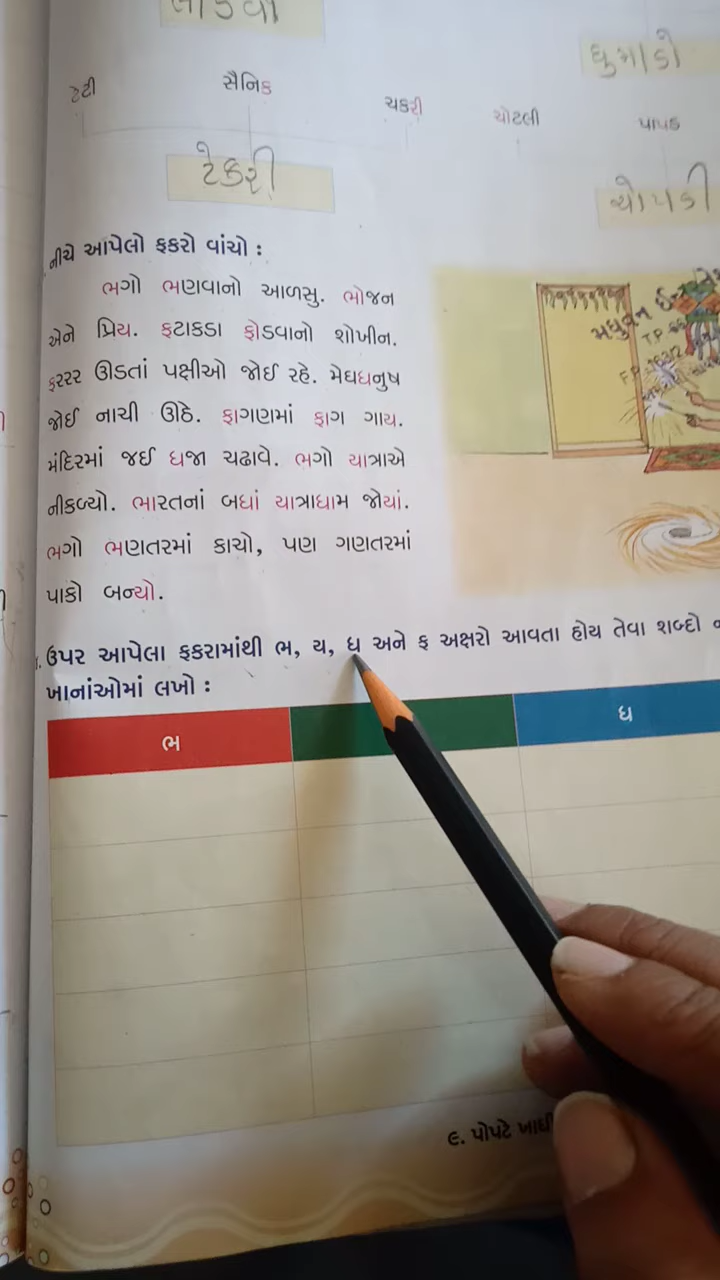 ધુમાડો
ટેટી સૈનિક ચકરી ચોટલી પાપડ
ટેકરી ચોપડી
નીચે આપેલો ફકરો વાંચો :
ભગો ભણવાનો આળસુ. ભોજન
એને પ્રિય. ફટાકડા ફોડવાનો શોખીન.
ફરરર ઊડતાં પક્ષીઓ જોઈ રહે. મેઘધનુષ
જોઈ નાચી ઊઠે. ફાગણમાં ફાગ ગાય.
મંદિરમાં જઈ ધજા ચઢાવે. ભગો યાત્રાએ
નીકળ્યો. ભારતનાં બધાં યાત્રાધામ જોયાં.
ભગો ભણતરમાં કાચો, પણ ગણતરમાં
પાકો બન્યો.
મધુવન
ઉપર આપેલા ફકરામાંથી ભ, ય, ધ અને ફ અક્ષરો આવતા હોય તેવા શબ્દો
ખાનાંઓમાં લખો :
ભ ધ
૯. પોપટે ખાધી